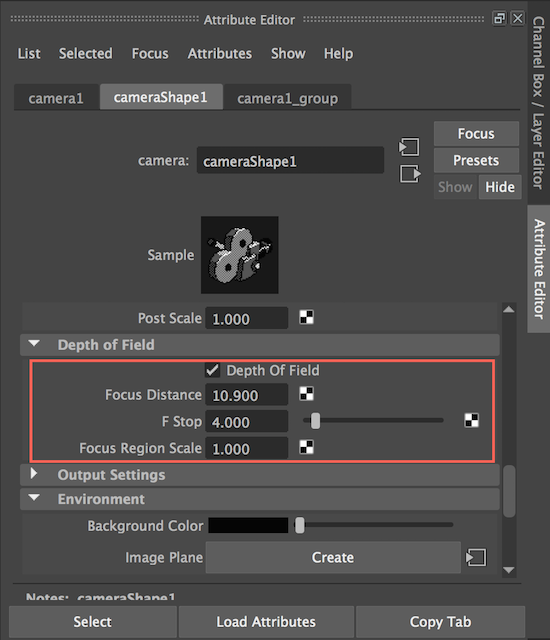 Attribute Editor
List Selected Focus Attributes Show Help
camera1 cameraShape1 camera1_group
Focus
camera: cameraShape1
Presets
Show Hide
Sample
Post Scale 1.000
Depth of Field
Depth Of Field
Focus Distance 10.900
F Stop 4.000
Focus Region Scale 1.000
Output Settings
Environment
Background Color
Image Plane Create
Notes: cameraShape1
Select Load Attributes Copy Tab
Channel Box / Layer Editor
Attribute Editor